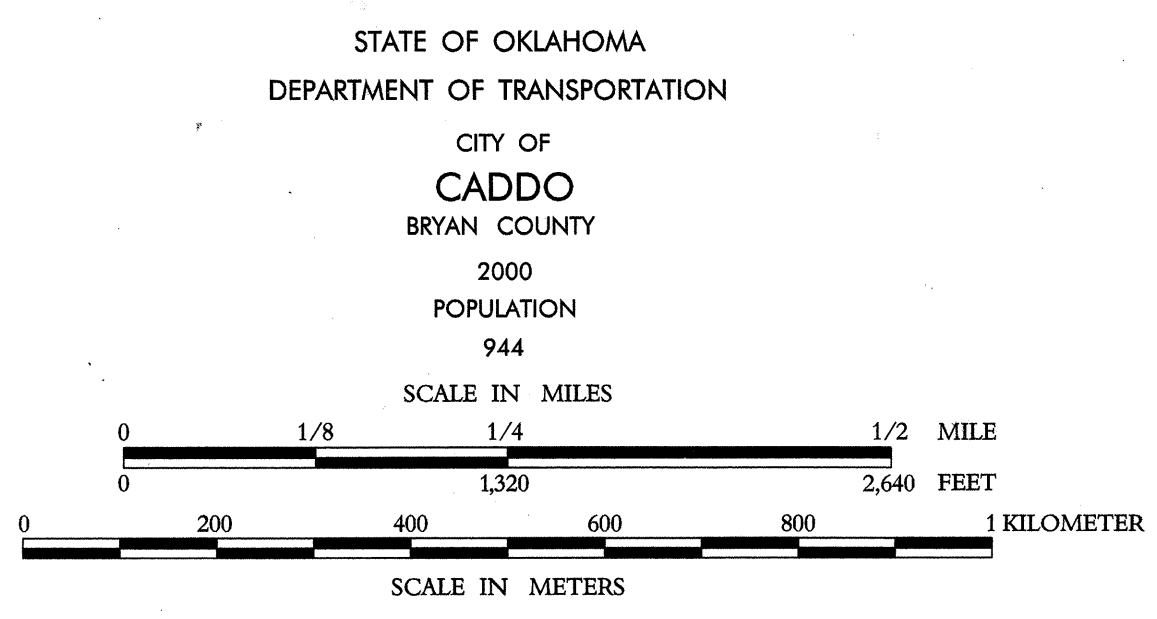 STATE OF OKLAHOMA
DEPARTMENT OF TRANSPORTATION
CITY OF
CADDO
BRYAN COUNTY
2000
POPULATION
944
SCALE IN MILES
0 1/8 1/4 1/2 MILE
0 1,320 2,640 FEET
0 200 400 600 800 1 KILOMETER
SCALE IN METERS